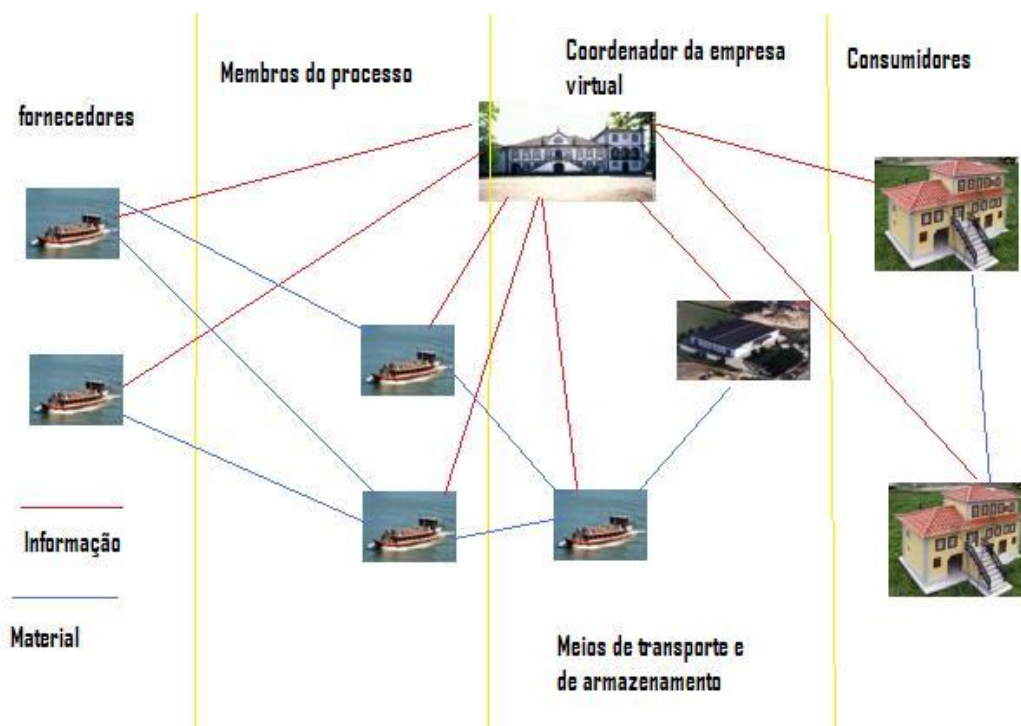 fornecedores
Membros do processo
Coordenador da empresa
virtual
Consumidores
Informação
Material
Meios de transporte e
de armazenamento